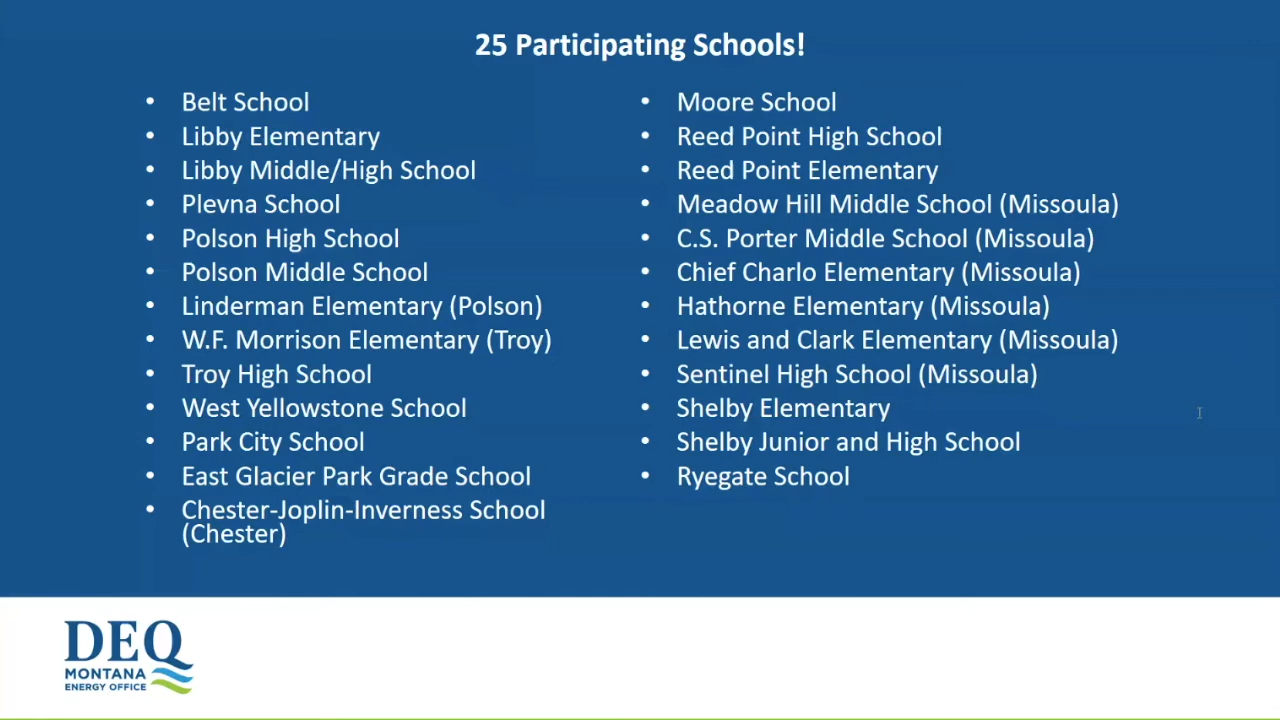 25 Participating Schools!
• Belt School
• Libby Elementary
• Libby Middle/High School
• Plevna School
• Polson High School
• Polson Middle School
• Linderman Elementary (Polson)
• W.F. Morrison Elementary (Troy)
• Troy High School
• West Yellowstone School
• Park City School
• East Glacier Park Grade School
• Chester-Joplin-Inverness School
(Chester)
• Moore School
• Reed Point High School
• Reed Point Elementary
• Meadow Hill Middle School (Missoula)
• C.S. Porter Middle School (Missoula)
• Chief Charlo Elementary (Missoula)
• Hathorne Elementary (Missoula)
• Lewis and Clark Elementary (Missoula)
• Sentinel High School (Missoula)
• Shelby Elementary
• Shelby Junior and High School
• Ryegate School
DEQ
MONTANA
ENERGY OFFICE